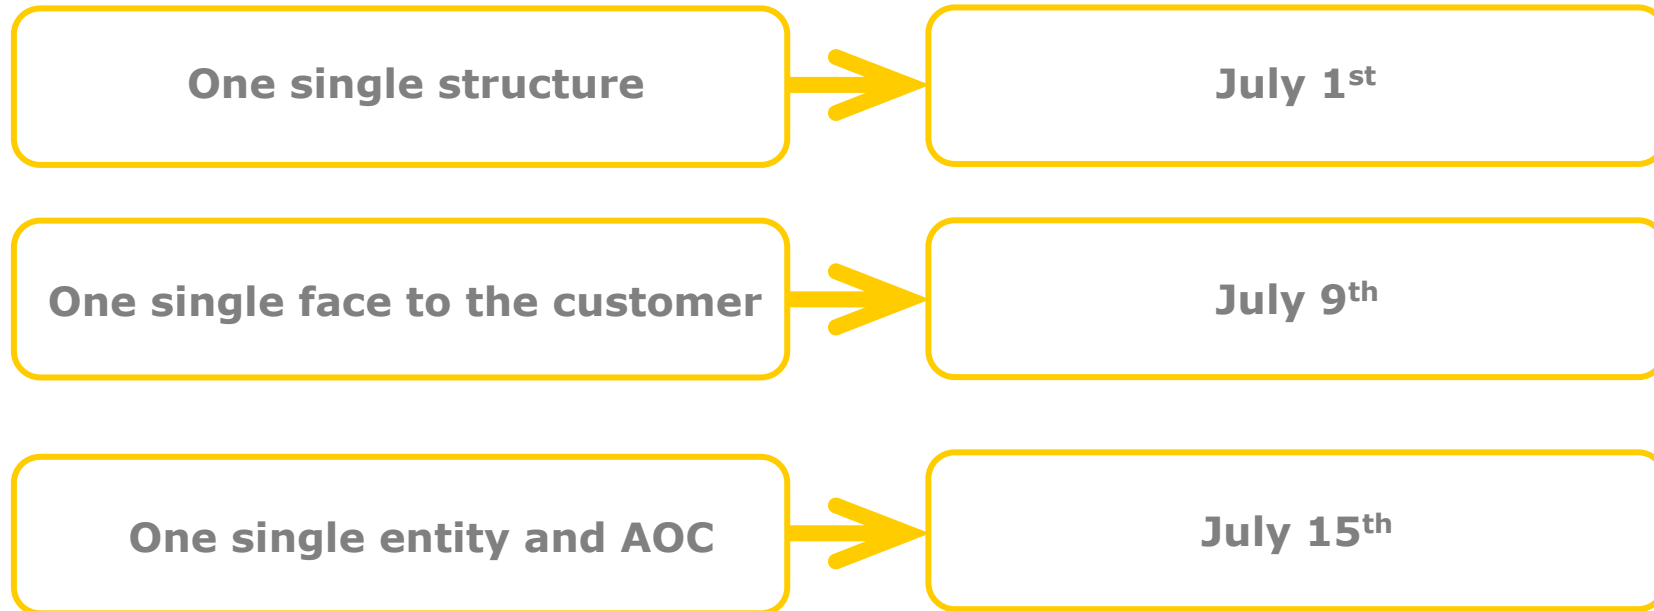 One single structure
July 1st
One single face to the customer
July 9th
One single entity and AOC
July 15th